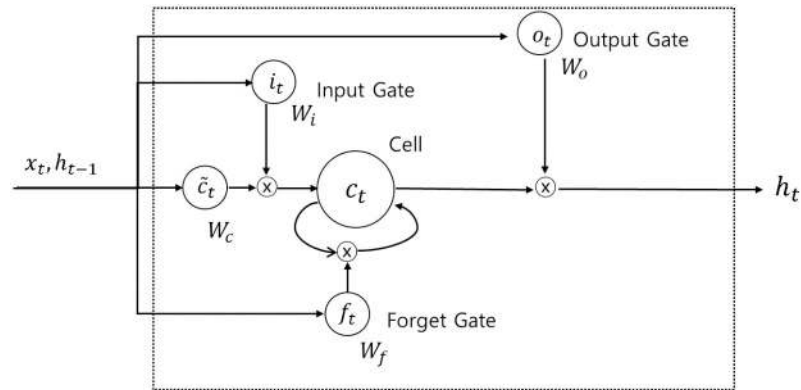 o_t Output Gate
W_o
i_t Input Gate
W_i
Cell
x_t, h_{t-1}
c̃_t
x
c_t
x
h_t
W_c
x
f_t Forget Gate
W_f